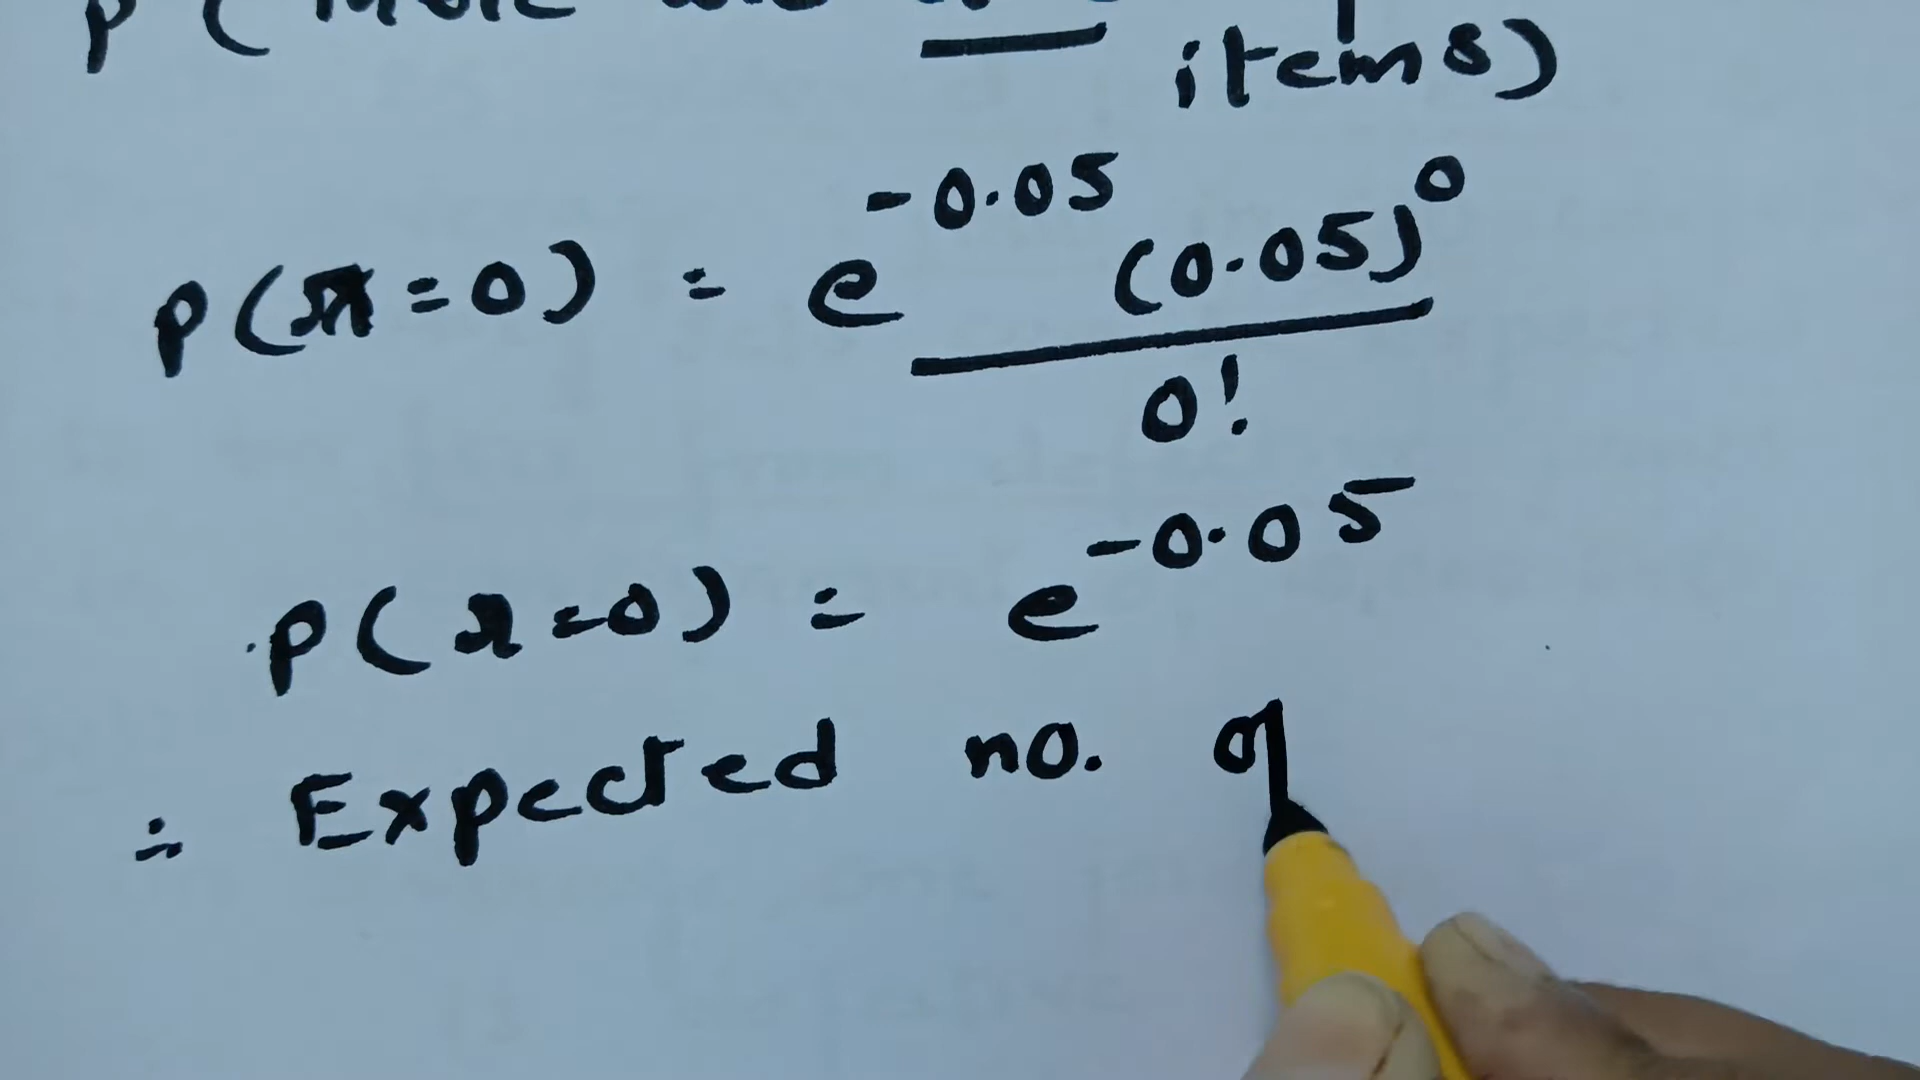 P(
items)
P(x=0) = e^-0.05 (0.05)^0
0!
P(x=0) = e^-0.05
∴ Expected no. of